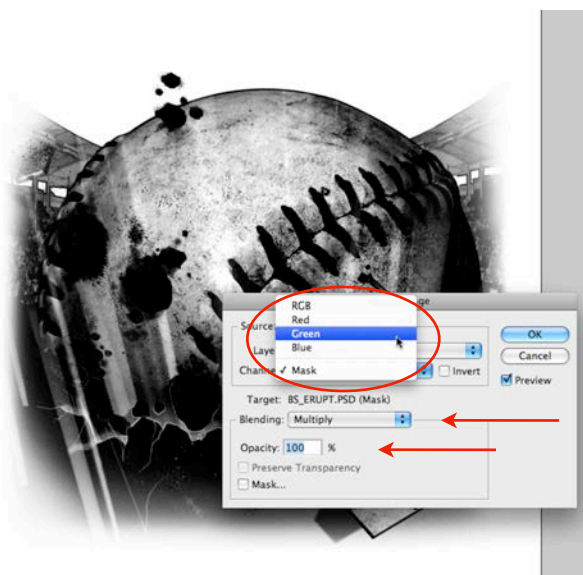 ge
RGB
Red
Green
Blue
✓ Mask
Source:
Laye
Channe
Invert
OK
Cancel
Preview
Target: BS_ERUPT.PSD (Mask)
Blending: Multiply
Opacity: 100 %
Preserve Transparency
Mask...